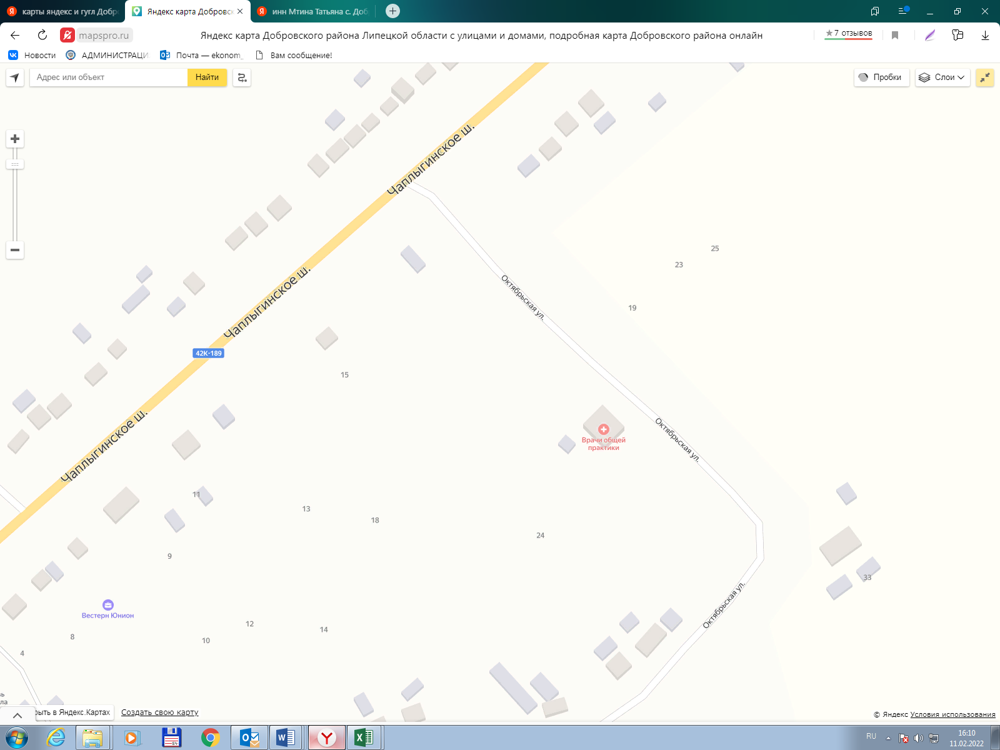 карты яндекс и гугл Добр
Яндекс карта Добровск
инн Мтина Татьяна с. Доб
mapspro.ru
Яндекс карта Добровского района Липецкой области с улицами и домами, подробная карта Добровского района онлайн
7 отзывов
Новости
АДМИНИСТРАЦИ
Почта — ekonom_
Вам сообщение!
Адрес или объект
Найти
Пробки
Слои
Чаплыгинское ш.
25
23
Октябрьская ул.
19
Чаплыгинское ш.
42К-189
15
Чаплыгинское ш.
Октябрьская ул.
Врачи общей
практики
11
13
18
24
9
33
Октябрьская ул.
Вестерн Юнион
12
14
8
10
4
ла
рыть в Яндекс.Картах
Создать свою карту
© Яндекс Условия использования
64
RU
16:10
11.02.2022